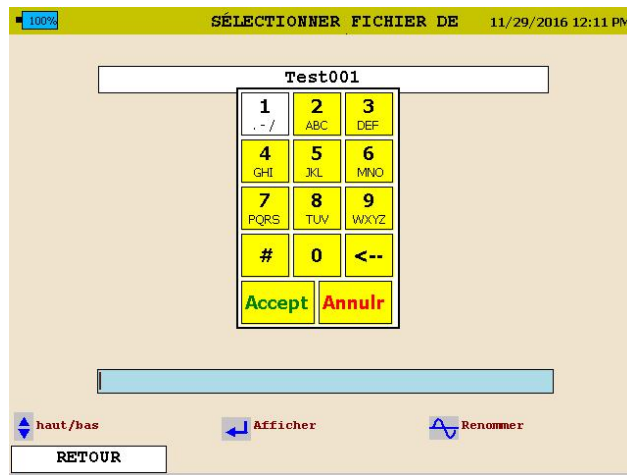 100%
SÉLECTIONNER FICHIER DE
11/29/2016 12:11 PM
Test001
1 2 3
. - / ABC DEF
4 5 6
GHI JKL MNO
7 8 9
PQRS TUV WXYZ
# 0 <--
Accept Annulr
haut/bas Afficher Renommer
RETOUR